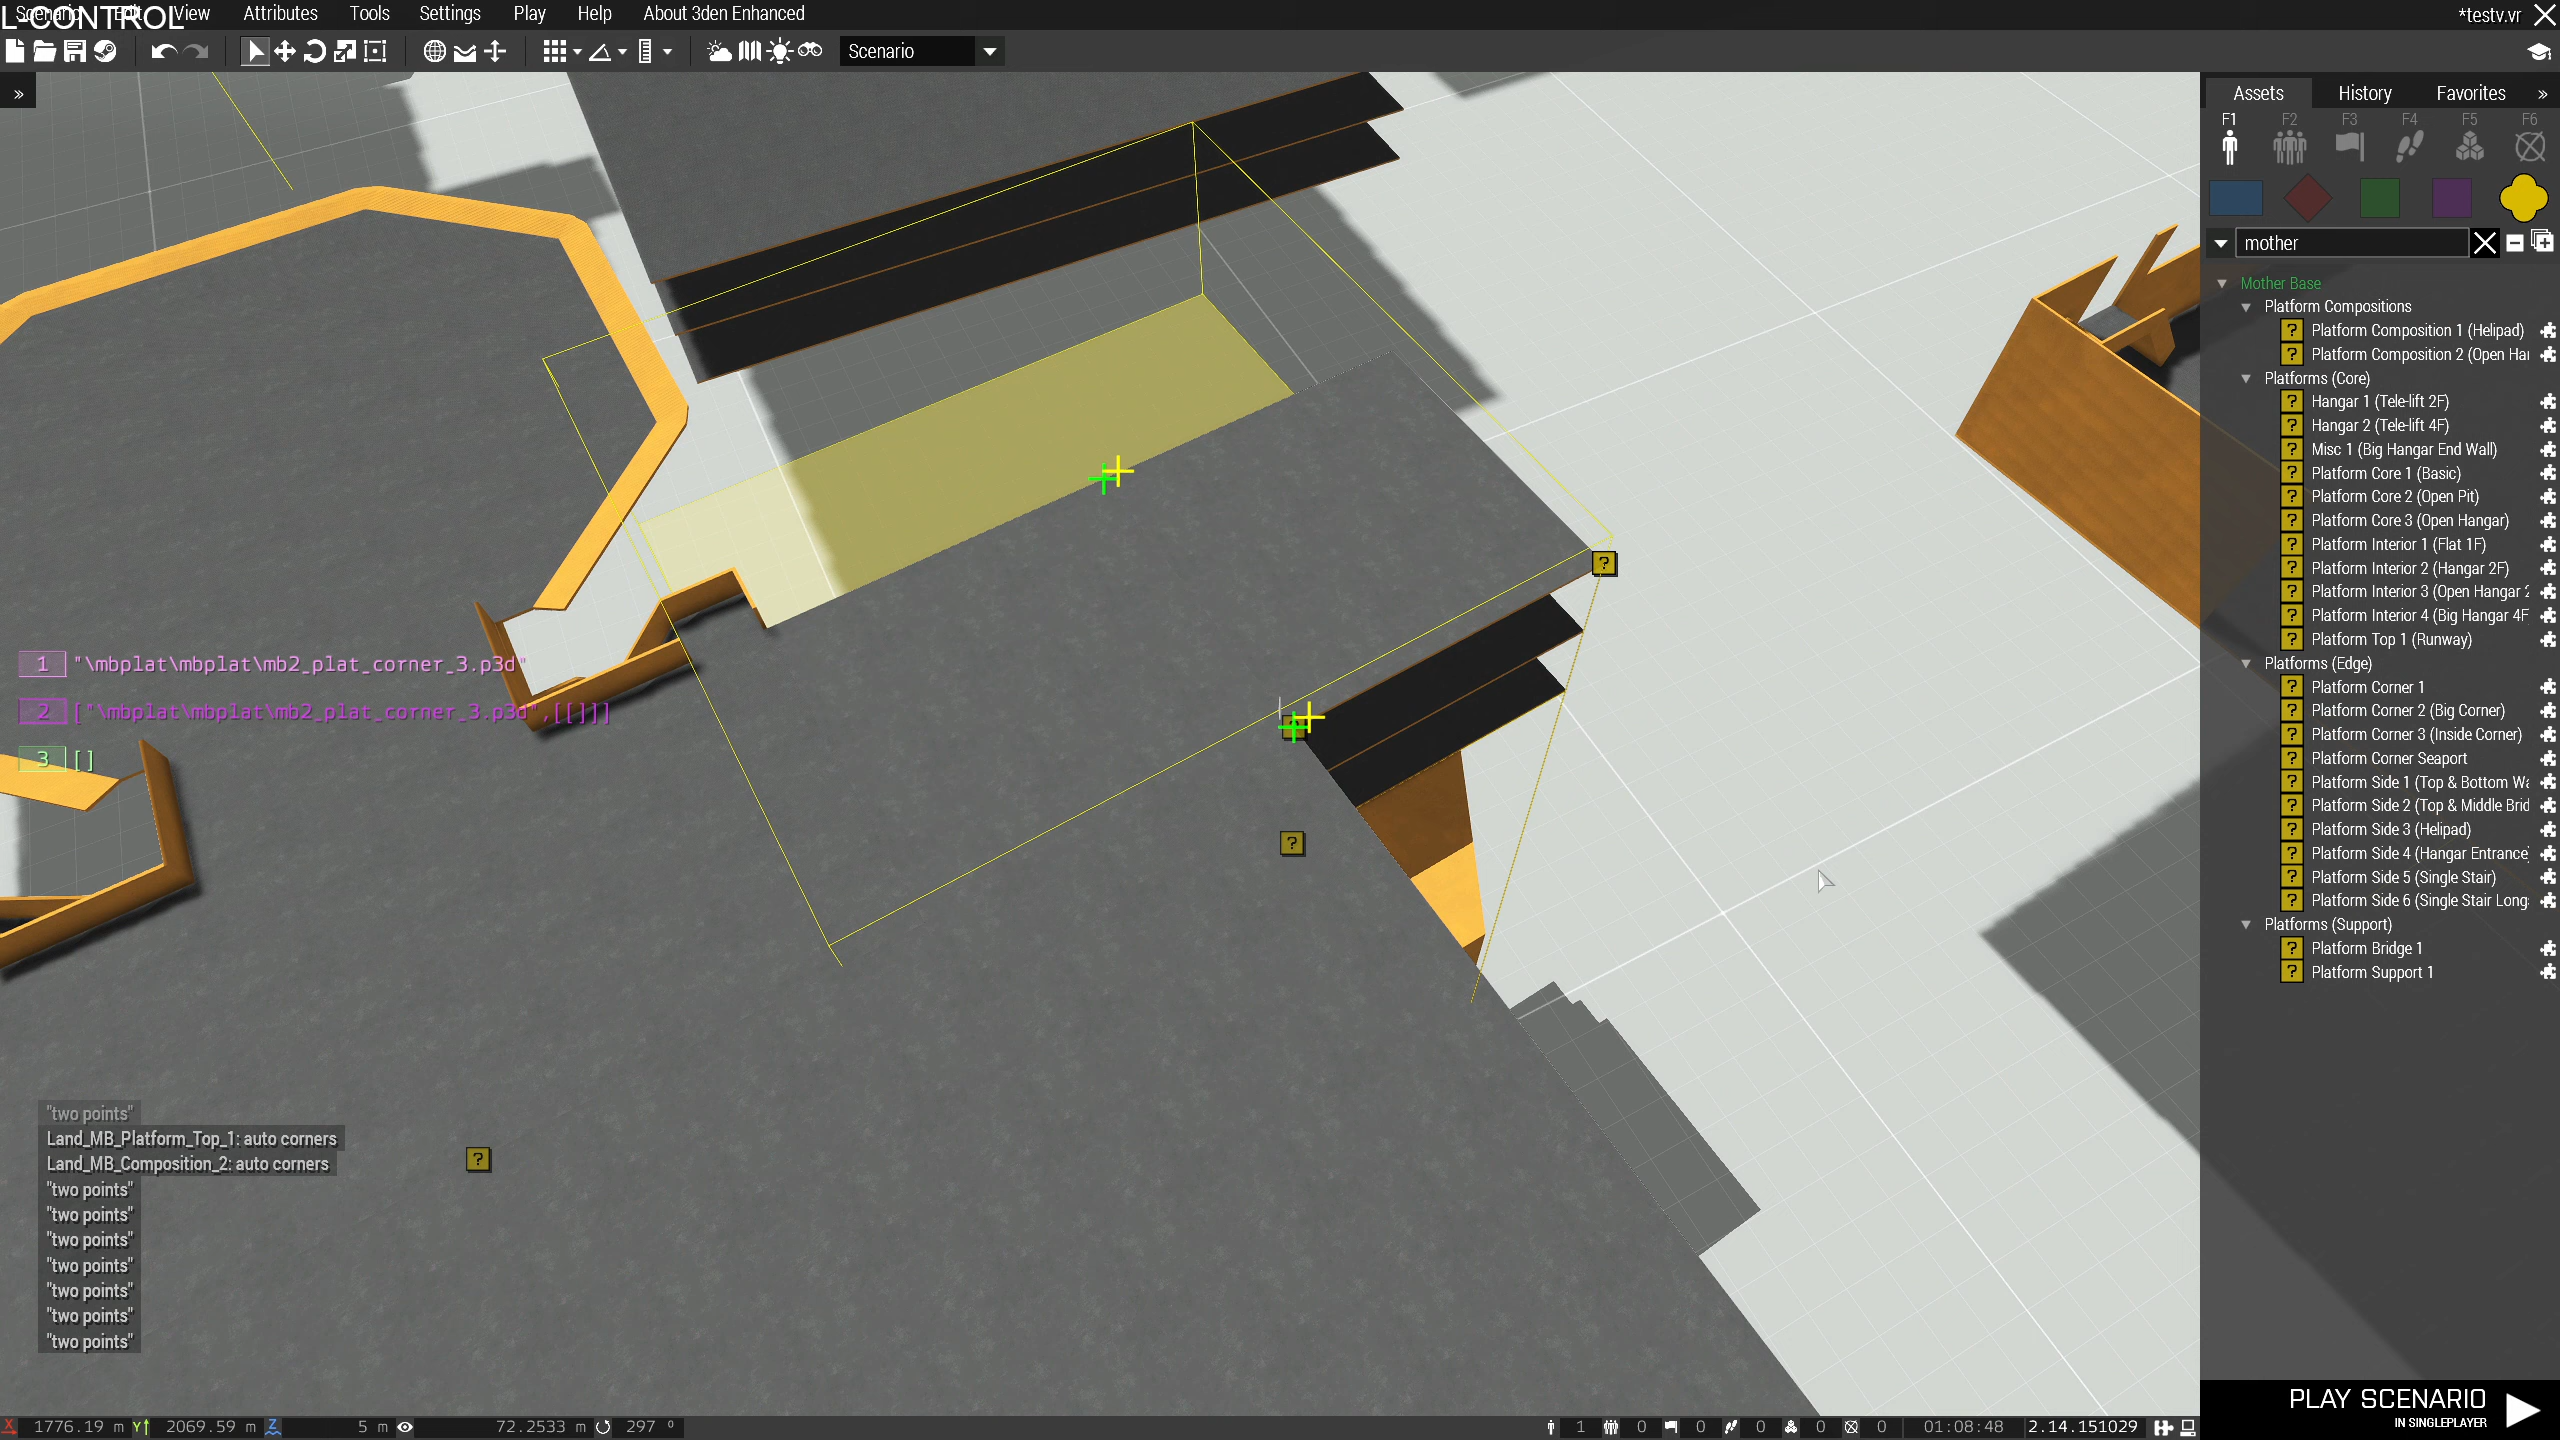 L-CONTROL
View
Attributes
Tools
Settings
Play
Help
About 3den Enhanced
*testv.vr
Scenario
Assets
History
Favorites
»
»
F1
F2
F3
F4
F5
F6
mother
Mother Base
Platform Compositions
Platform Composition 1 (Helipad)
Platform Composition 2 (Open Ha
Platforms (Core)
Hangar 1 (Tele-lift 2F)
Hangar 2 (Tele-lift 4F)
Misc 1 (Big Hangar End Wall)
Platform Core 1 (Basic)
Platform Core 2 (Open Pit)
Platform Core 3 (Open Hangar)
Platform Interior 1 (Flat 1F)
Platform Interior 2 (Hangar 2F)
Platform Interior 3 (Open Hangar 2
Platform Interior 4 (Big Hangar 4F
Platform Top 1 (Runway)
Platforms (Edge)
Platform Corner 1
Platform Corner 2 (Big Corner)
Platform Corner 3 (Inside Corner)
Platform Corner Seaport
Platform Side 1 (Top & Bottom Wa
Platform Side 2 (Top & Middle Brid
Platform Side 3 (Helipad)
Platform Side 4 (Hangar Entrance)
Platform Side 5 (Single Stair)
Platform Side 6 (Single Stair Long
Platforms (Support)
Platform Bridge 1
Platform Support 1
1 "\mbplat\mbplat\mb2_plat_corner_3.p3d"
2 ["\mbplat\mbplat\mb2_plat_corner_3.p3d",[[]]]
3 []
"two points"
Land_MB_Platform_Top_1: auto corners
Land_MB_Composition_2: auto corners
"two points"
"two points"
"two points"
"two points"
"two points"
"two points"
"two points"
PLAY SCENARIO
IN SINGLEPLAYER
X 1776.19 m Y 2069.59 m Z 5 m 72.2533 m 297 º
1 0 0 0 0 0 01:08:48 2.14.151029